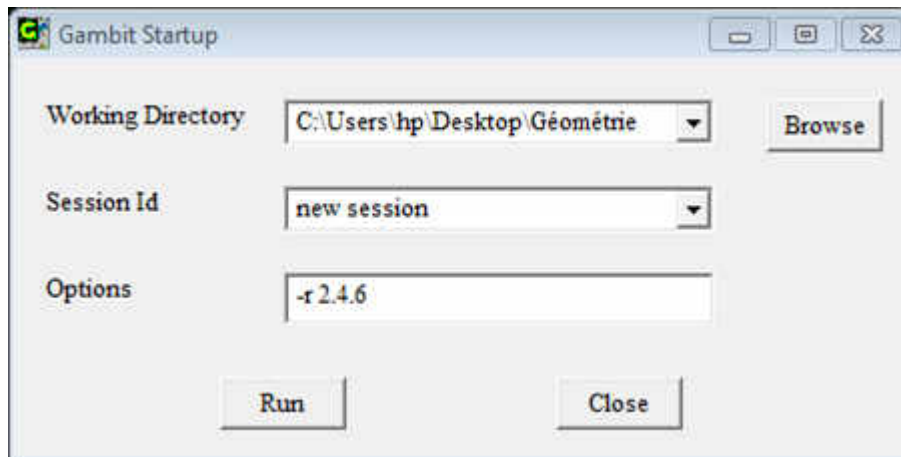 Gambit Startup
Working Directory
C:\Users\hp\Desktop\Géométrie
Browse
Session Id
new session
Options
-r 2.4.6
Run
Close